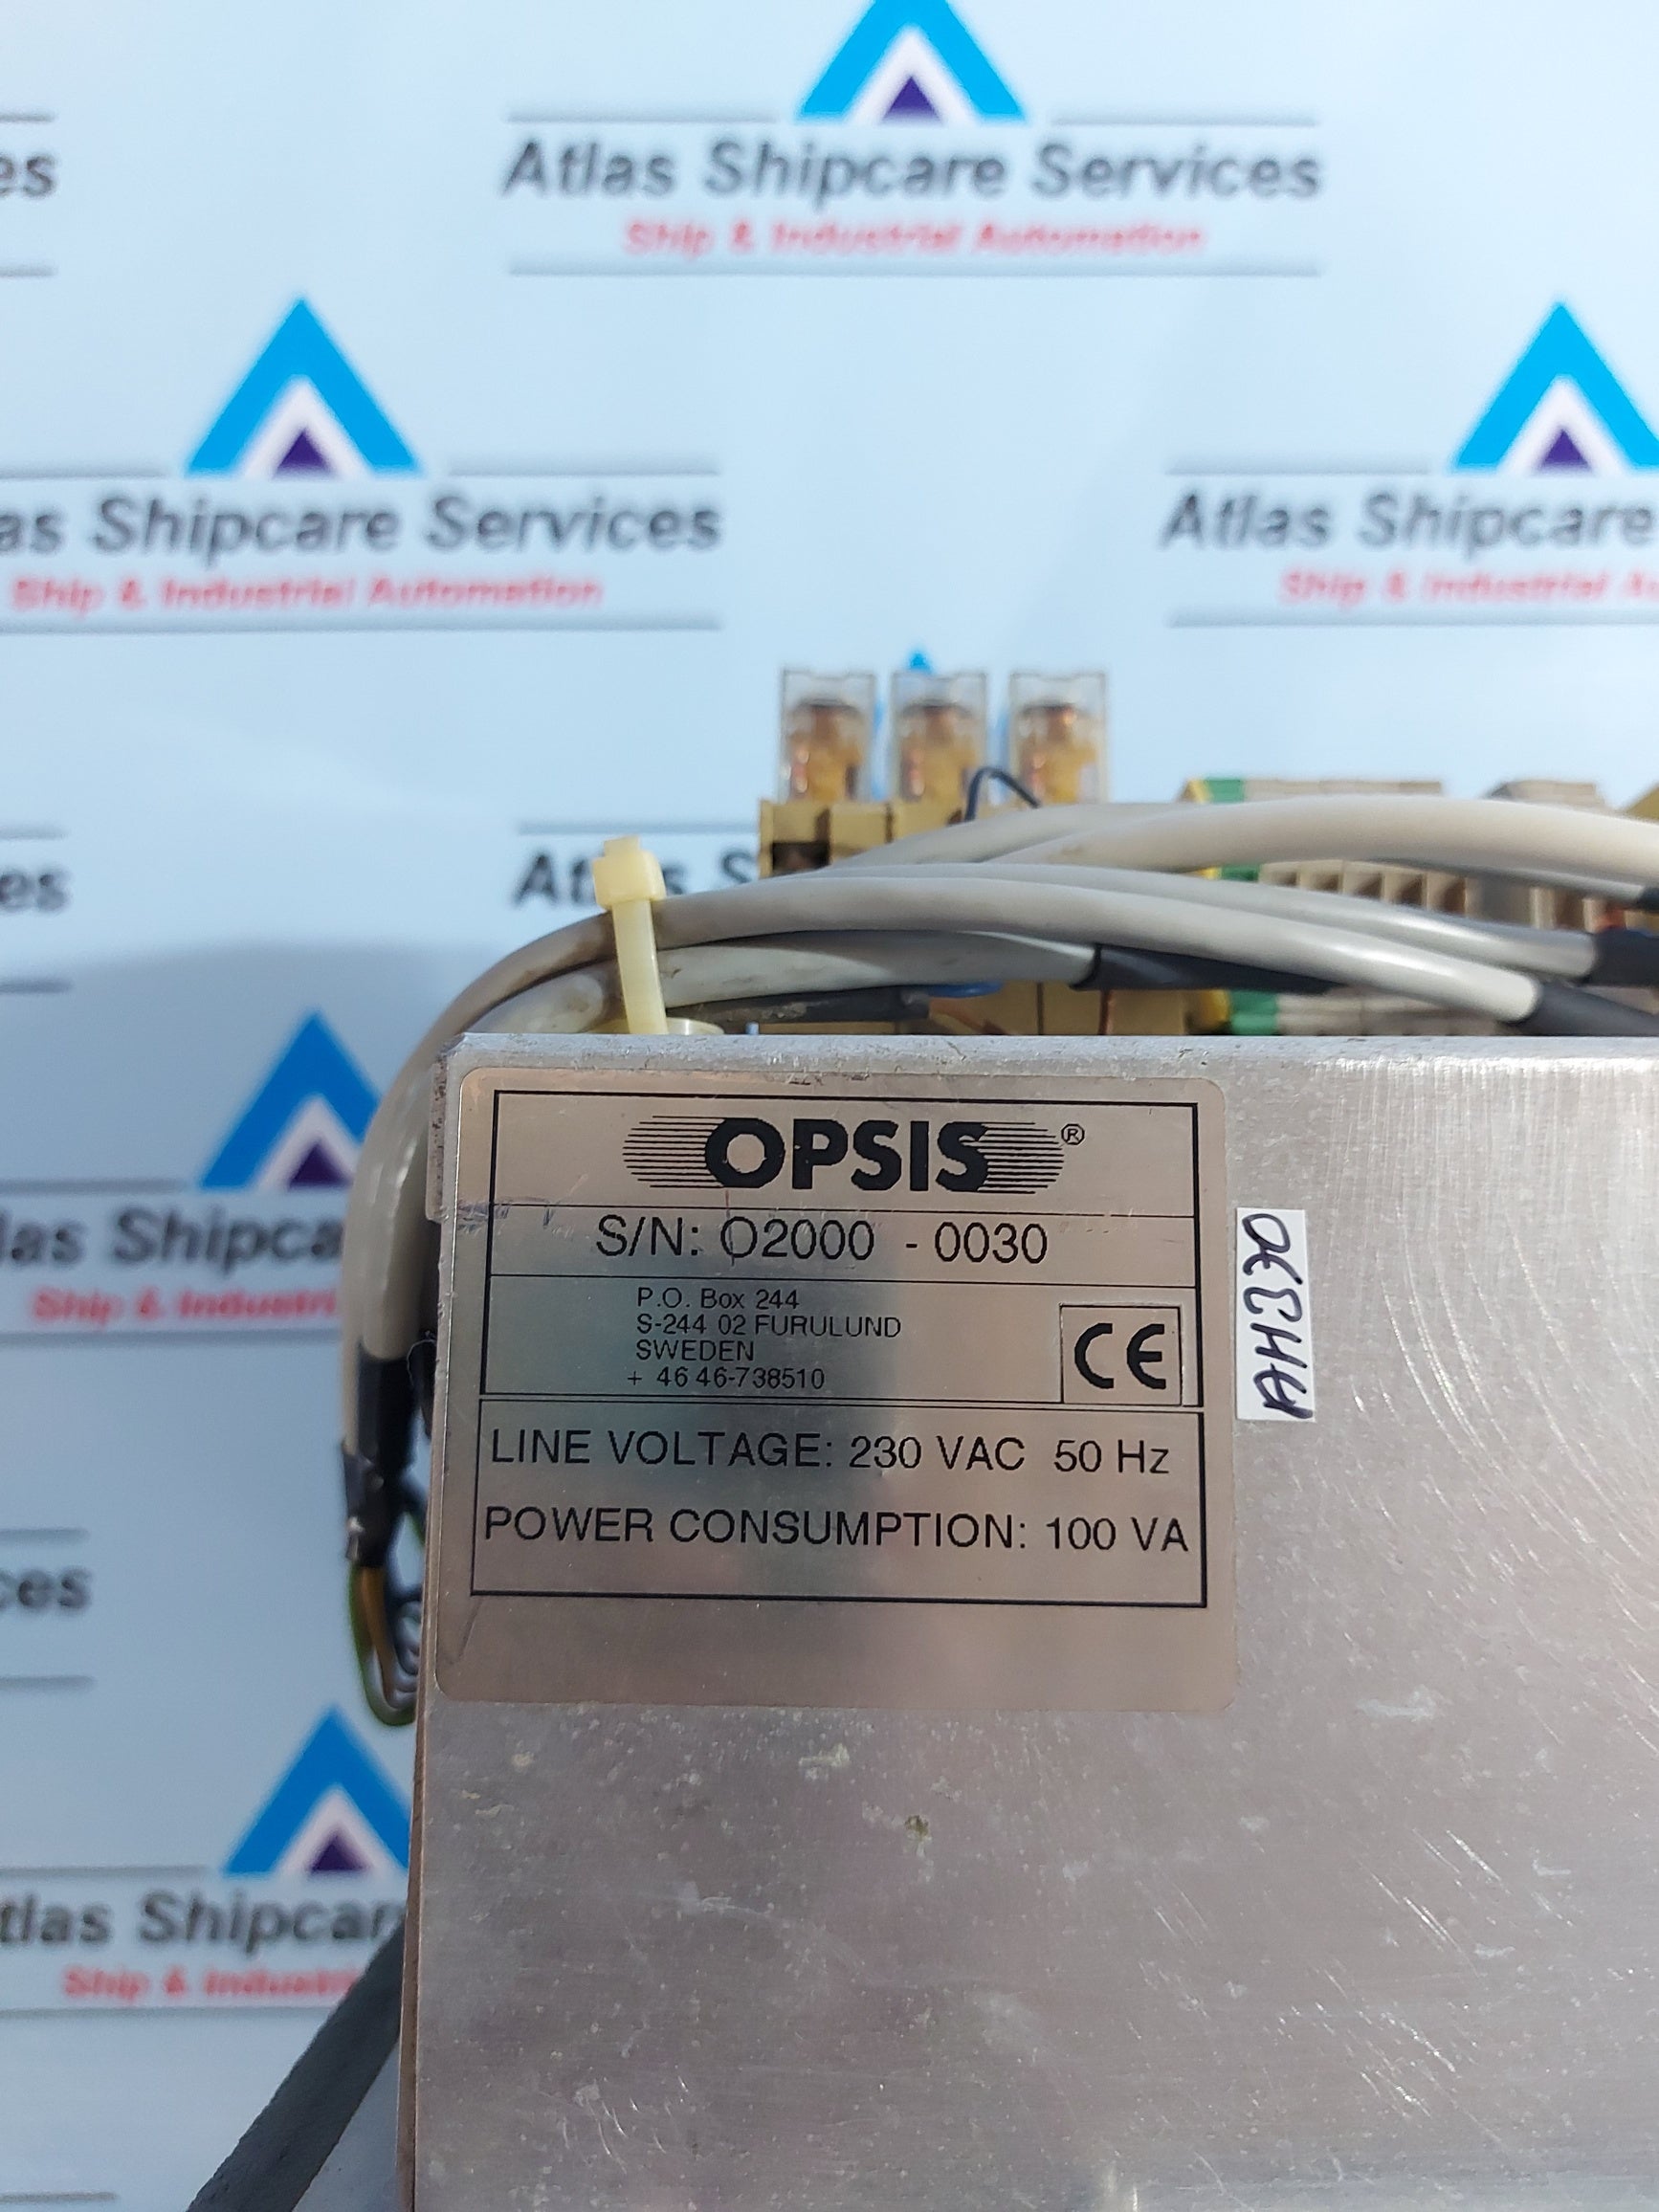 Atlas Shipcare Services
Ship & Industrial Automation
es
as Shipcare Services
Ship & Industrial Automation
Atlas Shipcare
Ship & Industrial Au
es
At s S
las Shipca
Ship & Industri
OPSIS ®
S/N: O2000 - 0030
P.O. Box 244
S-244 02 FURULUND
SWEDEN
+ 46 46-738510
CE
LINE VOLTAGE: 230 VAC 50 Hz
POWER CONSUMPTION: 100 VA
ces
tlas Shipcar
Ship & Industri